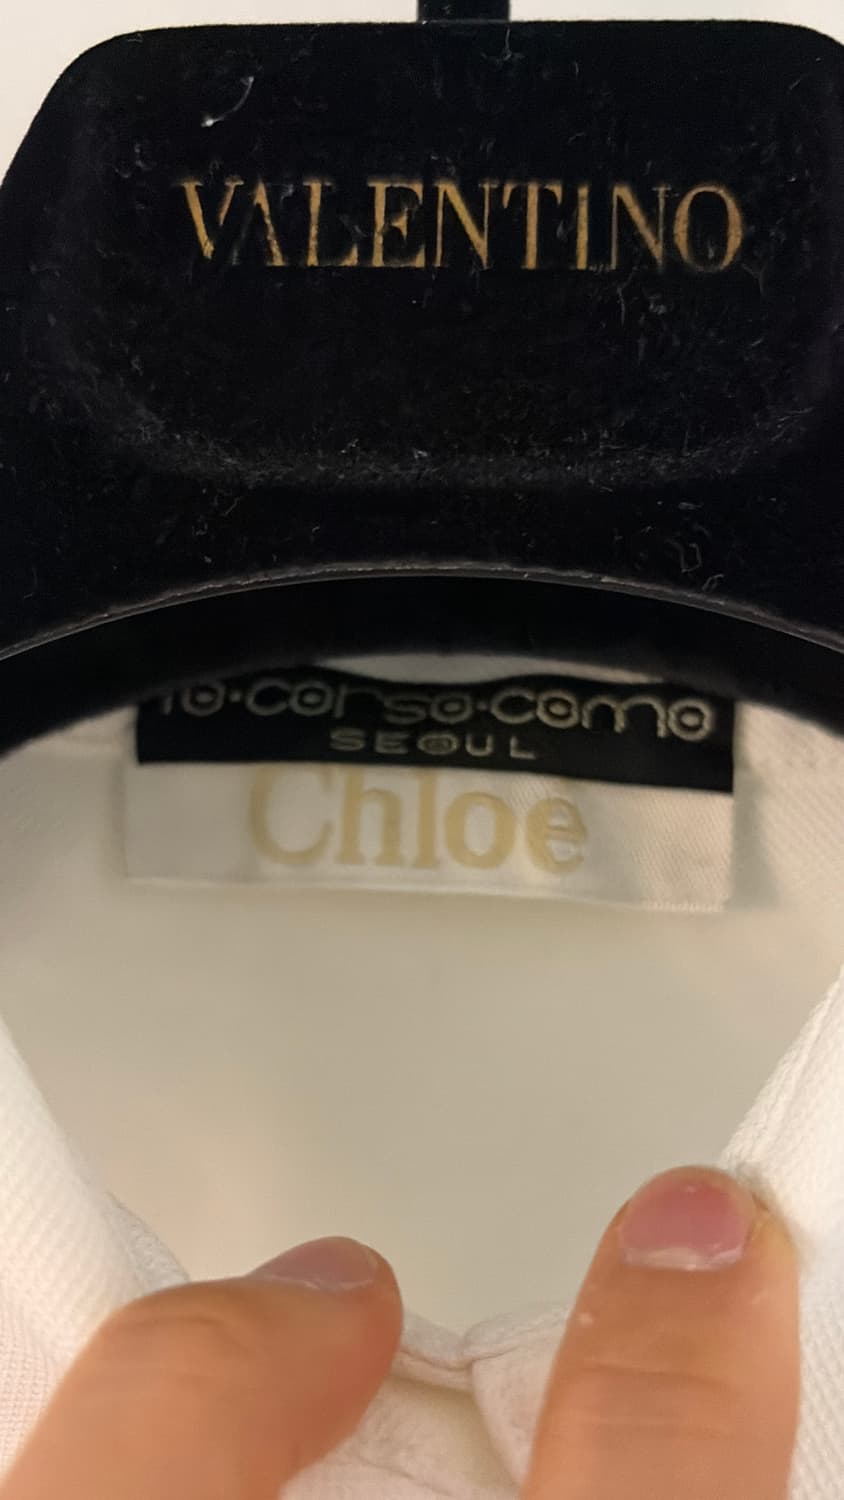 VALENTINO
10·corso·como
SEOUL
Chloe